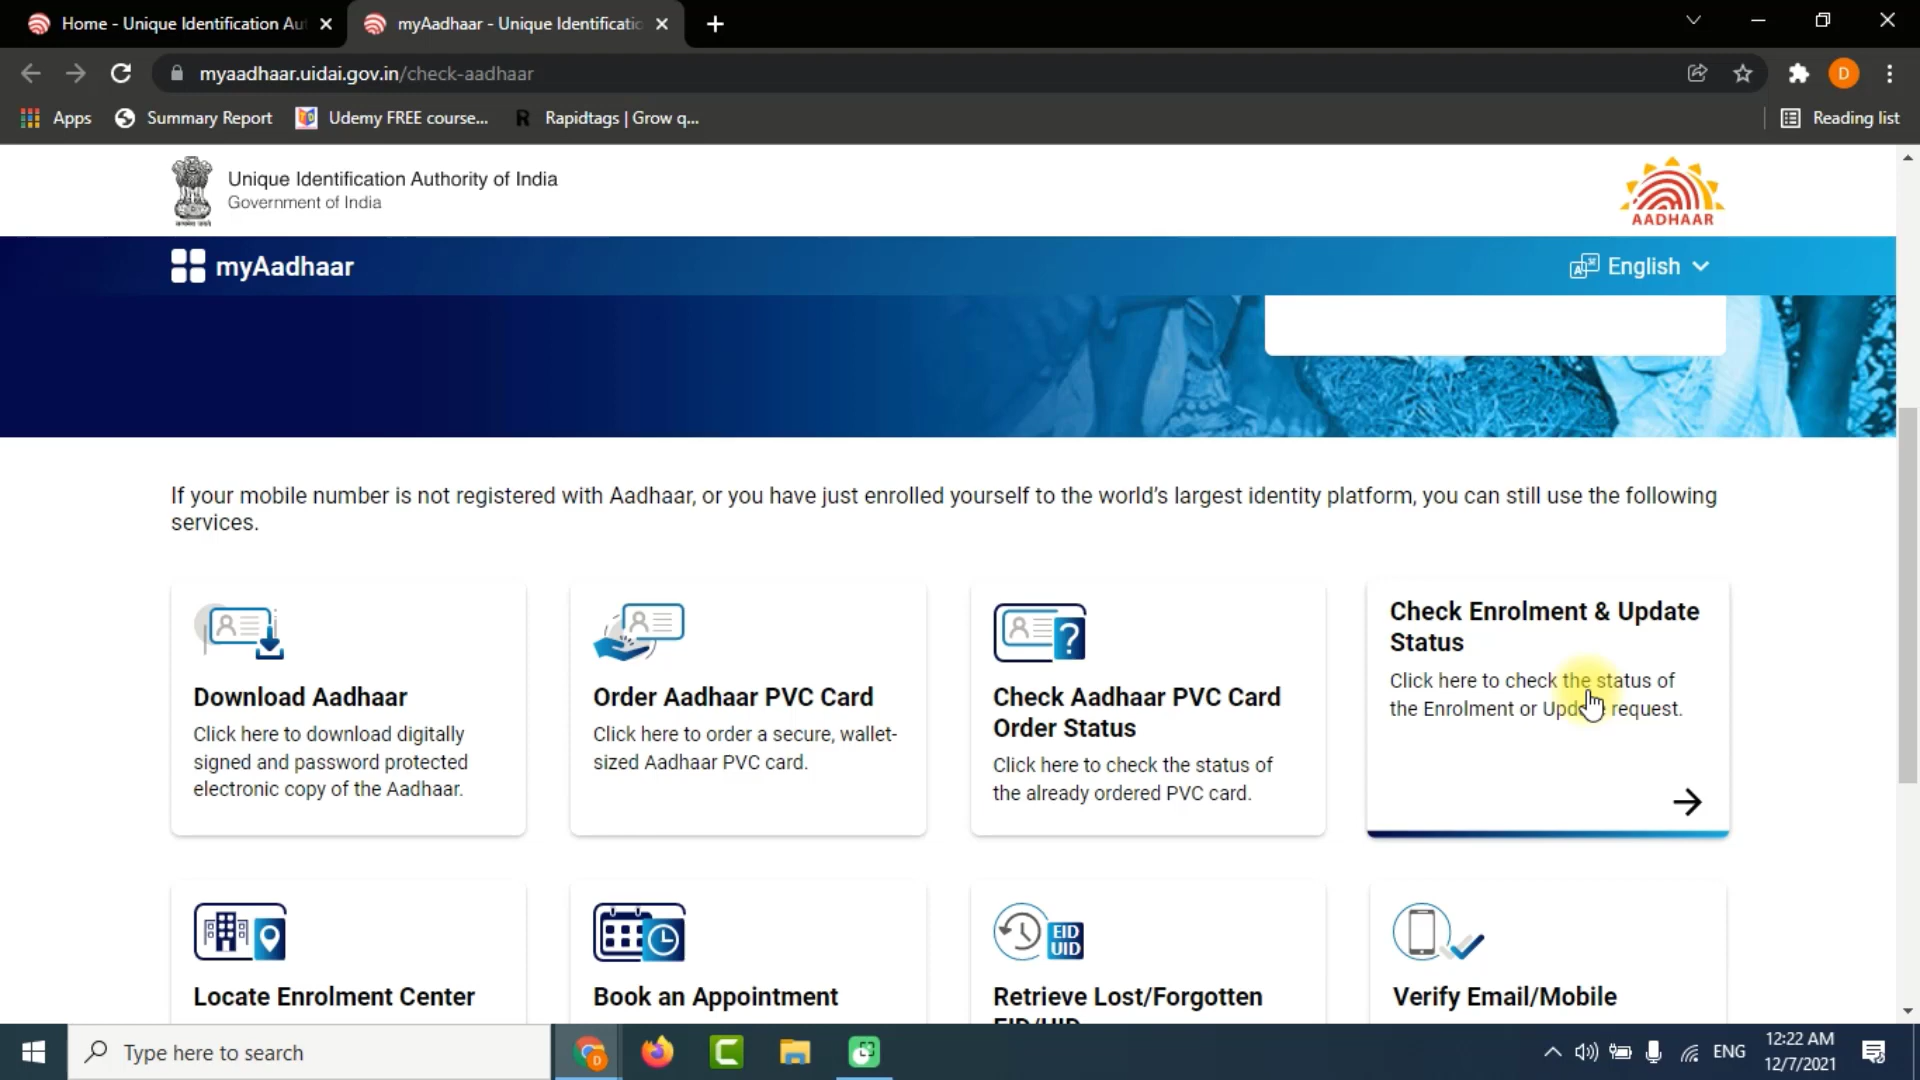 Home - Unique Identification Au
myAadhaar - Unique Identificatio
myaadhaar.uidai.gov.in/check-aadhaar
D
Apps
Summary Report
Udemy FREE course...
R
Rapidtags | Grow q...
Reading list
Unique Identification Authority of India
Government of India
AADHAAR
myAadhaar
English
If your mobile number is not registered with Aadhaar, or you have just enrolled yourself to the world's largest identity platform, you can still use the following
services.
Download Aadhaar
Click here to download digitally
signed and password protected
electronic copy of the Aadhaar.
Order Aadhaar PVC Card
Click here to order a secure, wallet-
sized Aadhaar PVC card.
?
Check Aadhaar PVC Card
Order Status
Click here to check the status of
the already ordered PVC card.
Check Enrolment & Update
Status
Click here to check the status of
the Enrolment or Update request.
Locate Enrolment Center
Book an Appointment
EID
UID
Retrieve Lost/Forgotten
EID/UID
Verify Email/Mobile
Type here to search
D
ENG
12:22 AM
12/7/2021